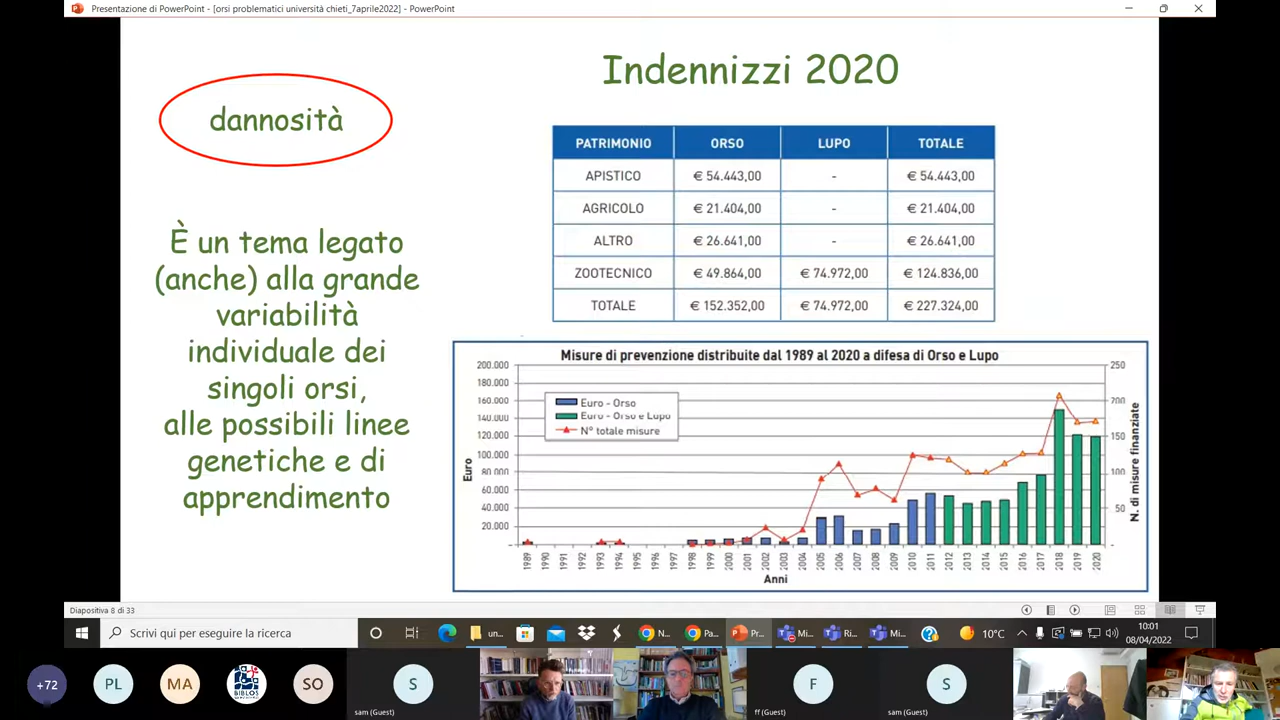 Presentazione di PowerPoint - [orsi problematici università chieti_7aprile2022] - PowerPoint
Indennizzi 2020
dannosità
È un tema legato
(anche) alla grande
variabilità
individuale dei
singoli orsi,
alle possibili linee
genetiche e di
apprendimento
PATRIMONIO ORSO LUPO TOTALE
APISTICO € 54.443,00 - € 54.443,00
AGRICOLO € 21.404,00 - € 21.404,00
ALTRO € 26.641,00 - € 26.641,00
ZOOTECNICO € 49.864,00 € 74.972,00 € 124.836,00
TOTALE € 152.352,00 € 74.972,00 € 227.324,00
Misure di prevenzione distribuite dal 1989 al 2020 a difesa di Orso e Lupo
200.000 250
180.000
160.000 200
140.000
120.000 150
100.000
80.000 100
60.000
40.000 50
20.000
- -
Euro - Orso
Euro - Orso e Lupo
N° totale misure
Euro
N. di misure finanziate
1989 1990 1991 1992 1993 1994 1995 1996 1997 1998 1999 2000 2001 2002 2003 2004 2005 2006 2007 2008 2009 2010 2011 2012 2013 2014 2015 2016 2017 2018 2019 2020
Anni
Diapositiva 8 di 33
Scrivi qui per eseguire la ricerca
un...
N...
Pa...
Pr...
Mi...
Ri...
Mi...
10°C
10:01
08/04/2022
+72
PL
MA
BIBLOS
SO
S
sam (Guest)
F
ff (Guest)
S
sam (Guest)